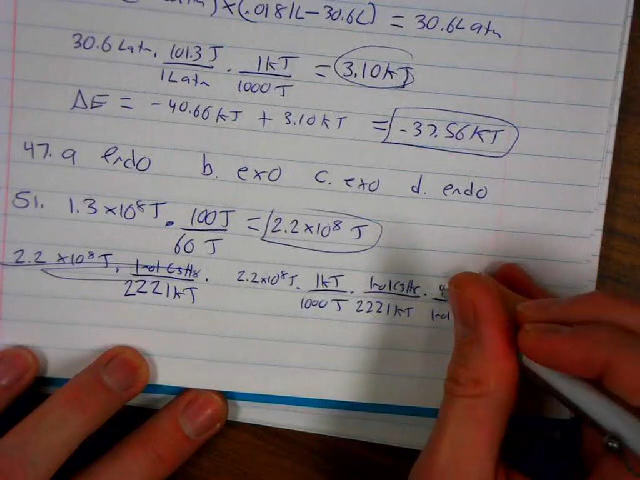 ) × (.0181L - 30.6L) = 30.6 L atm
30.6 L atm · 101.3 J / 1 L atm · 1 kJ / 1000 J = 3.10 kJ
ΔE = -40.66 kJ + 3.10 kJ = -37.56 kJ
47. a endo b. exo c. exo d. endo
51. 1.3 ×10⁸ J · 100 J / 60 J = 2.2 ×10⁸ J
2.2 ×10⁸ J · 1 mol C₃H₈ / 2221 kJ · 2.2×10⁸ J · 1 kJ / 1000 J · 1 mol C₃H₈ / 2221 kJ · 1 mol